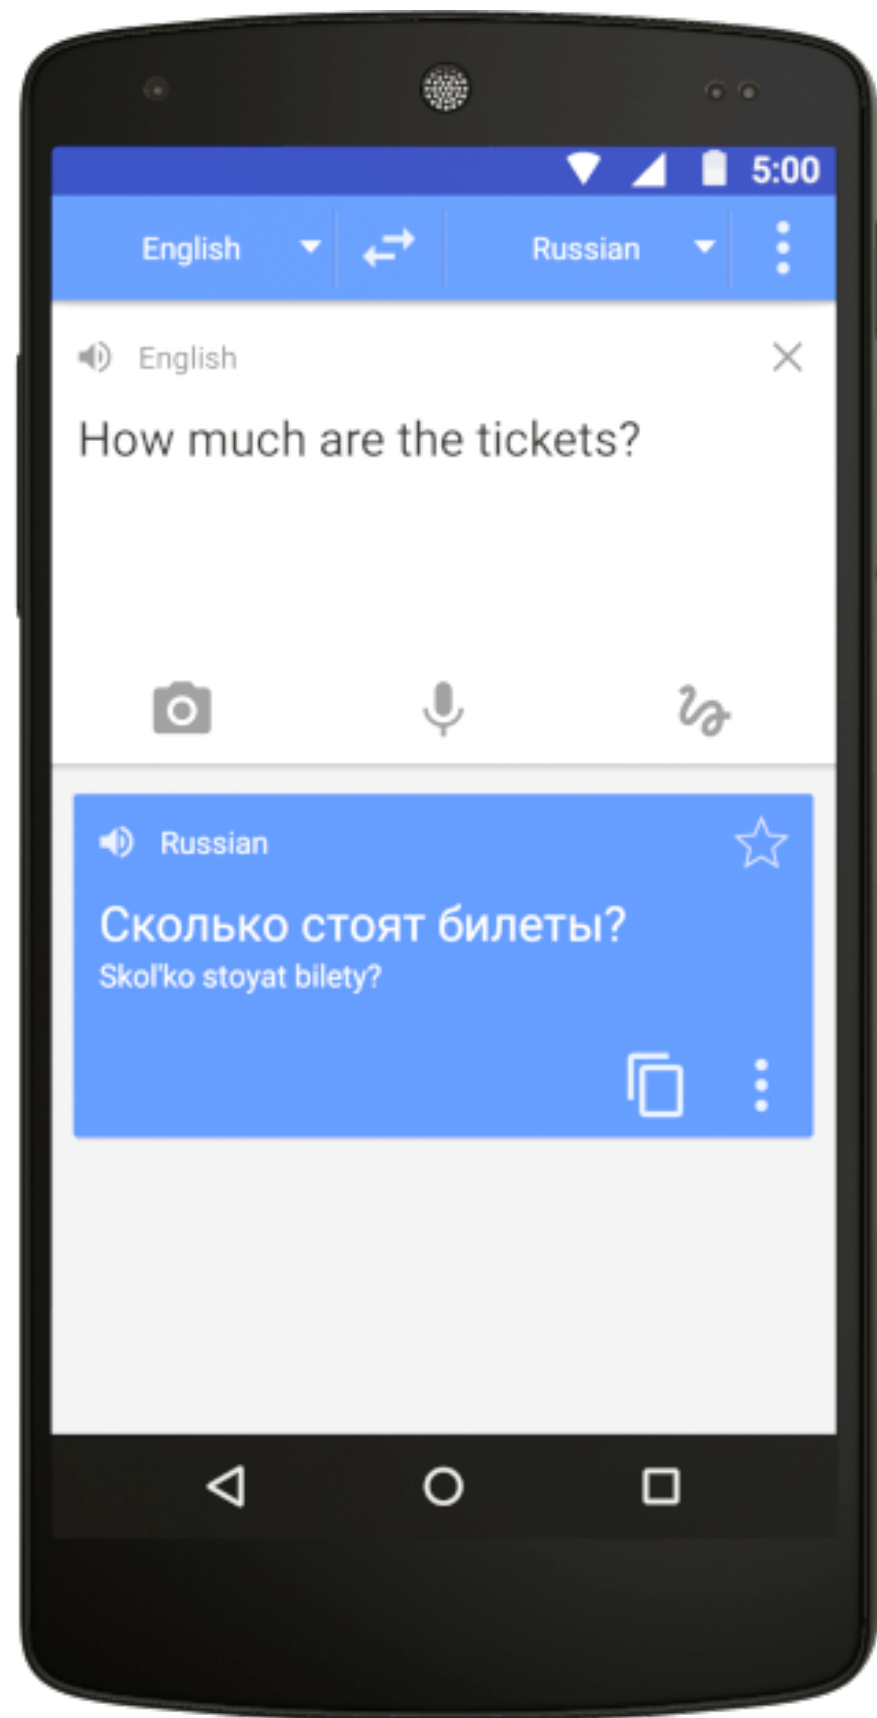 5:00
English Russian
English
How much are the tickets?
Russian
Сколько стоят билеты?
Skol'ko stoyat bilety?